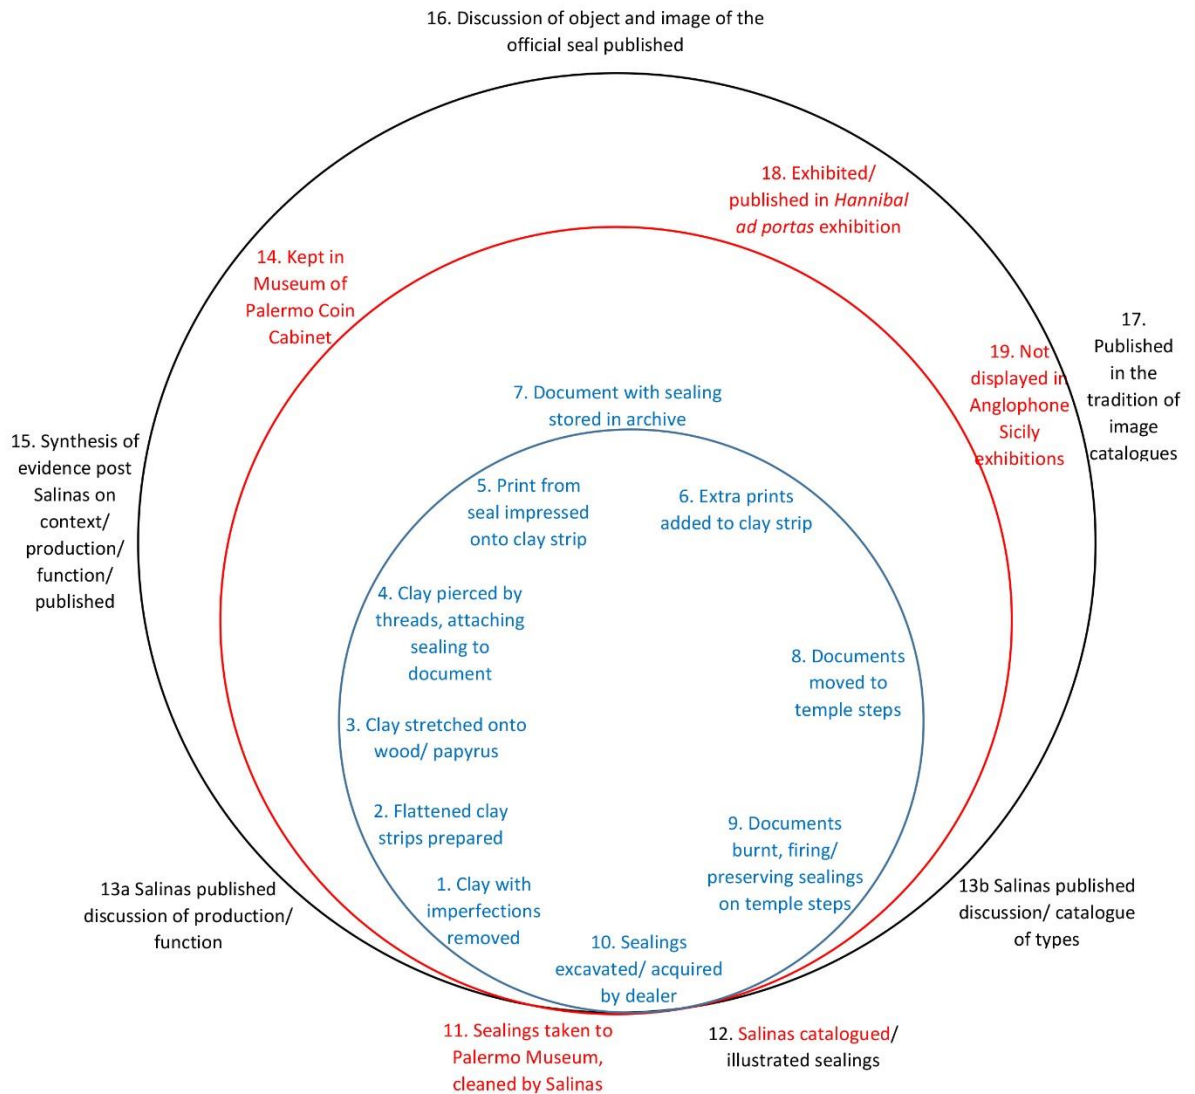 16. Discussion of object and image of the
official seal published
18. Exhibited/
published in Hannibal
ad portas exhibition
14. Kept in
Museum of
Palermo Coin
Cabinet
17.
Published
in the
tradition of
image
catalogues
19. Not
displayed in
Anglophone
Sicily
exhibitions
7. Document with sealing
stored in archive
15. Synthesis of
evidence post
Salinas on
context/
production/
function/
published
5. Print from
seal impressed
onto clay strip
6. Extra prints
added to clay strip
4. Clay pierced by
threads, attaching
sealing to
document
8. Documents
moved to
temple steps
3. Clay stretched onto
wood/ papyrus
2. Flattened clay
strips prepared
9. Documents
burnt, firing/
preserving sealings
on temple steps
1. Clay with
imperfections
removed
13a Salinas published
discussion of production/
function
13b Salinas published
discussion/ catalogue
of types
10. Sealings
excavated/ acquired
by dealer
11. Sealings taken to
Palermo Museum,
cleaned by Salinas
12. Salinas catalogued/
illustrated sealings